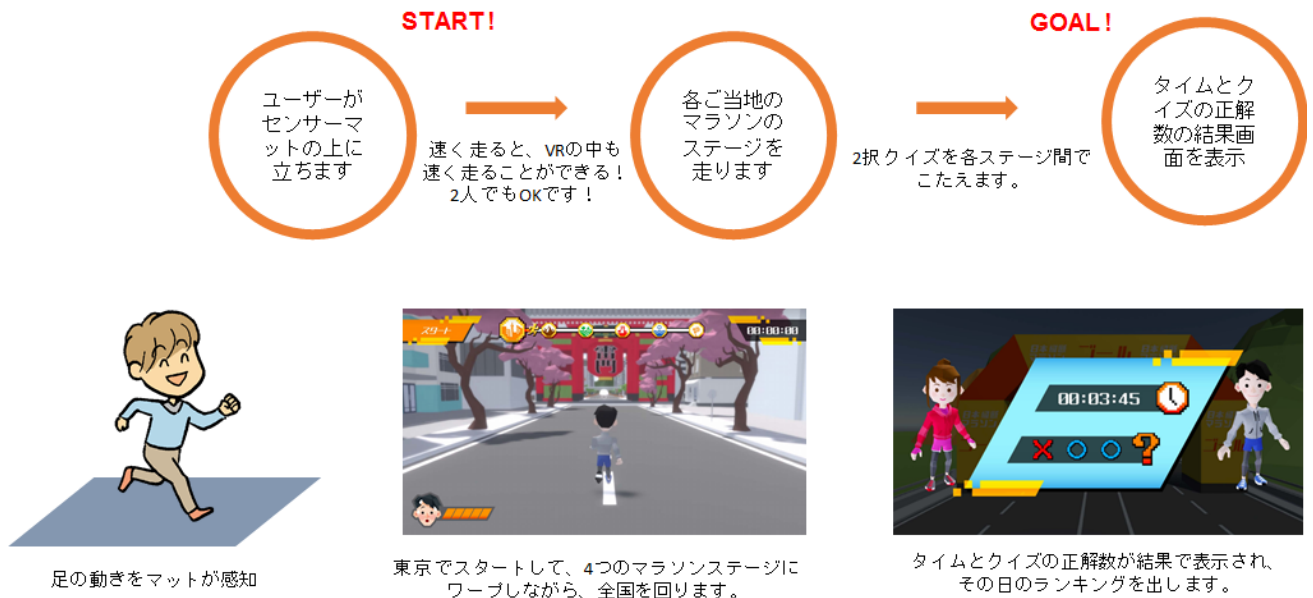 START!
GOAL!
ユーザーが
センサーマ
ットの上に
立ちます
速く走ると、VRの中も
速く走ることができる!
2人でもOKです!
各ご当地の
マラソンの
ステージを
走ります
2択クイズを各ステージ間で
こたえます。
タイムとク
イズの正解
数の結果画
面を表示
スタート
00:00:00
雷門
ゴール
00:03:45
足の動きをマットが感知
東京でスタートして、4つのマラソンステージに
ワープしながら、全国を回ります。
タイムとクイズの正解数が結果で表示され、
その日のランキングを出します。